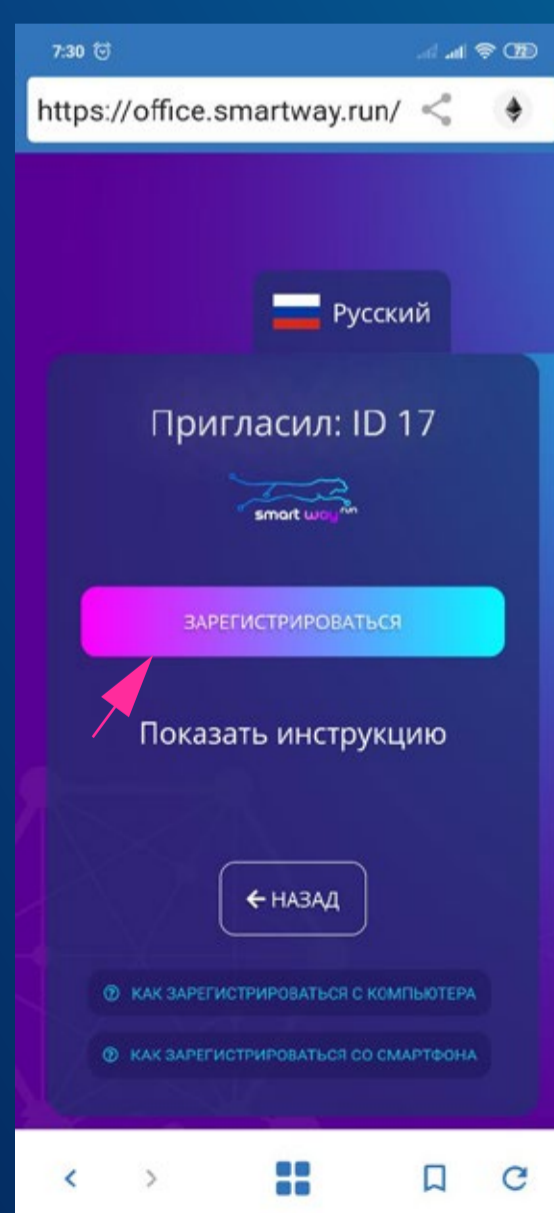 7:30
72
https://office.smartway.run/
Русский
Пригласил: ID 17
smart way.run
ЗАРЕГИСТРИРОВАТЬСЯ
Показать инструкцию
НАЗАД
КАК ЗАРЕГИСТРИРОВАТЬСЯ С КОМПЬЮТЕРА
КАК ЗАРЕГИСТРИРОВАТЬСЯ СО СМАРТФОНА